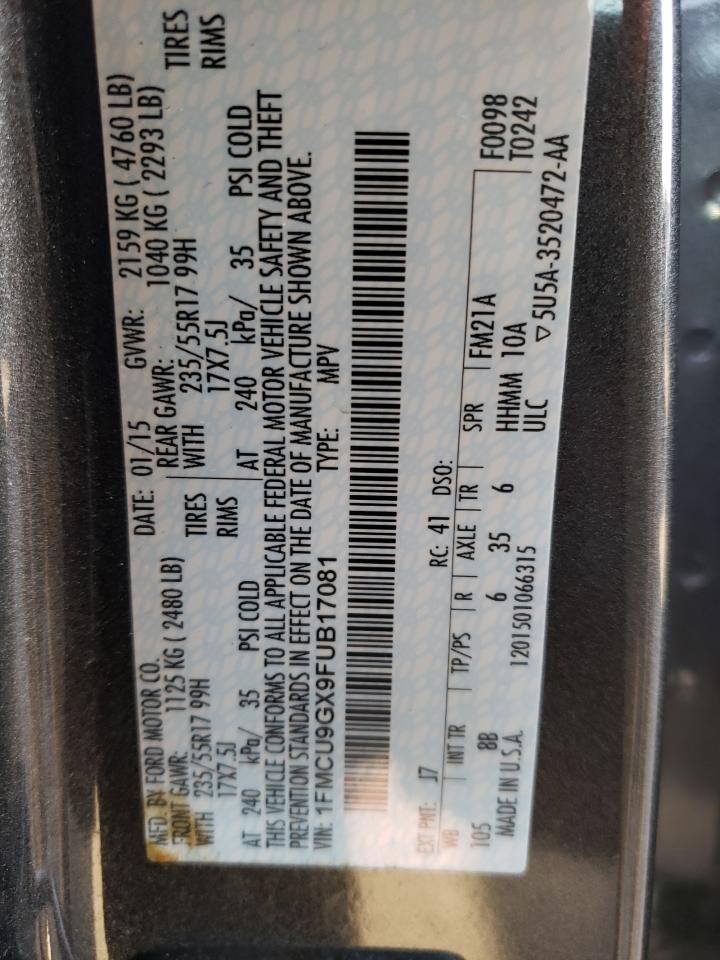 MFD. BY FORD MOTOR CO.
DATE: 01/15 GVWR: 2159 KG ( 4760 LB)
FRONT GAWR: 1125 KG ( 2480 LB)
REAR GAWR: 1040 KG ( 2293 LB)
WITH 235/55R17 99H TIRES
WITH 235/55R17 99H TIRES
17X7.5J RIMS
17X7.5J RIMS
AT 240 kPa/ 35 PSI COLD
AT 240 kPa/ 35 PSI COLD
THIS VEHICLE CONFORMS TO ALL APPLICABLE FEDERAL MOTOR VEHICLE SAFETY AND THEFT
PREVENTION STANDARDS IN EFFECT ON THE DATE OF MANUFACTURE SHOWN ABOVE.
VIN: 1FMCU9GX9FUB17081 TYPE: MPV
EXT PNT: J7 RC: 41 DSO:
WB INT TR TP/PS R AXLE TR SPR FM21A F0098
T0242
105 8B 6 35 6 HHMM 10A
MADE IN U.S.A. 1201501066315 ULC ▽5U5A-3520472-AA